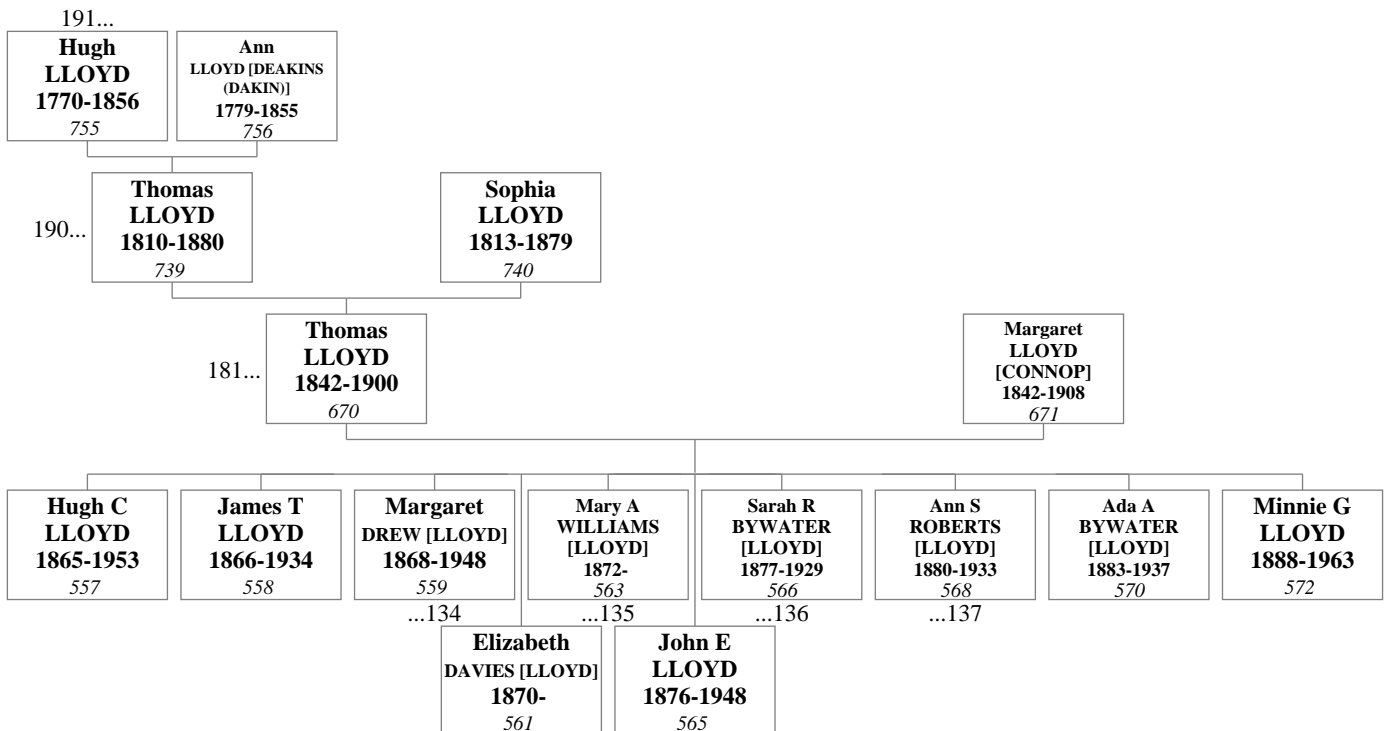 191...
Hugh
LLOYD
1770-1856
755
Ann
LLOYD [DEAKINS
(DAKIN)]
1779-1855
756
190...
Thomas
LLOYD
1810-1880
739
Sophia
LLOYD
1813-1879
740
181...
Thomas
LLOYD
1842-1900
670
Margaret
LLOYD
[CONNOP]
1842-1908
671
Hugh C
LLOYD
1865-1953
557
James T
LLOYD
1866-1934
558
Margaret
DREW [LLOYD]
1868-1948
559
...134
Mary A
WILLIAMS
[LLOYD]
1872-
563
...135
Sarah R
BYWATER
[LLOYD]
1877-1929
566
...136
Ann S
ROBERTS
[LLOYD]
1880-1933
568
...137
Ada A
BYWATER
[LLOYD]
1883-1937
570
Minnie G
LLOYD
1888-1963
572
Elizabeth
DAVIES [LLOYD]
1870-
561
John E
LLOYD
1876-1948
565